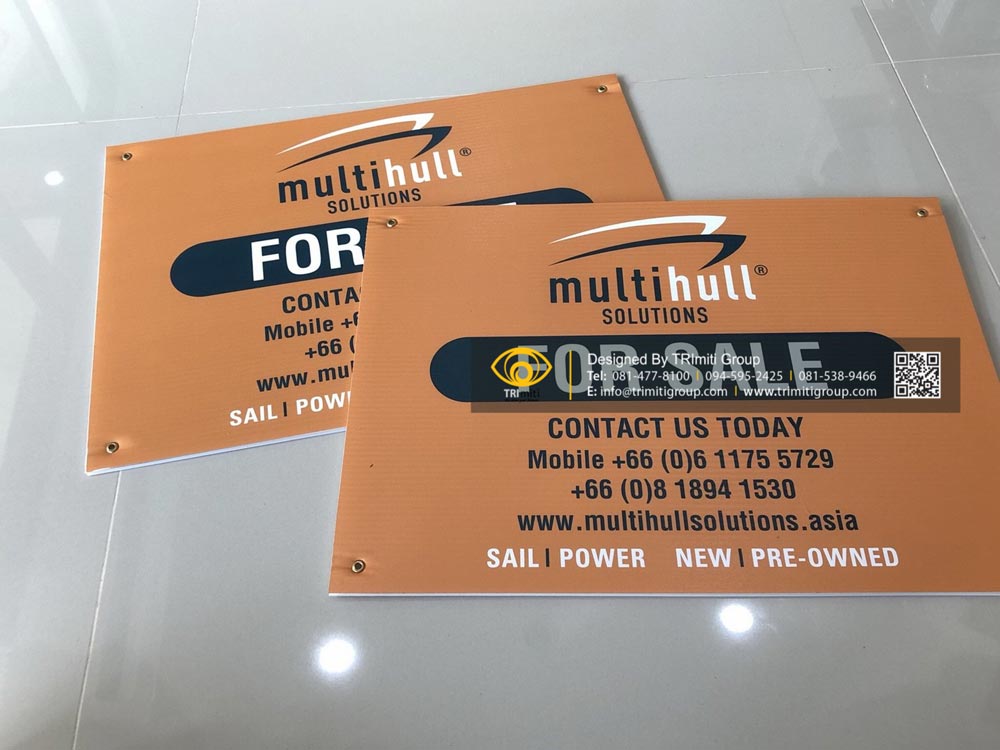 multihull®
SOLUTIONS
FOR
CONTA
Mobile
+66 (
www.mul
SAIL | POW
multihull®
SOLUTIONS
FOR SALE
TRImiti
Designed By TRImiti Group
Tel: 081-477-8100 | 094-595-2425 | 081-538-9466
E: info@trimitigroup.com | www.trimitigroup.com
CONTACT US TODAY
Mobile +66 (0)6 1175 5729
+66 (0)8 1894 1530
www.multihullsolutions.asia
SAIL | POWER NEW | PRE-OWNED